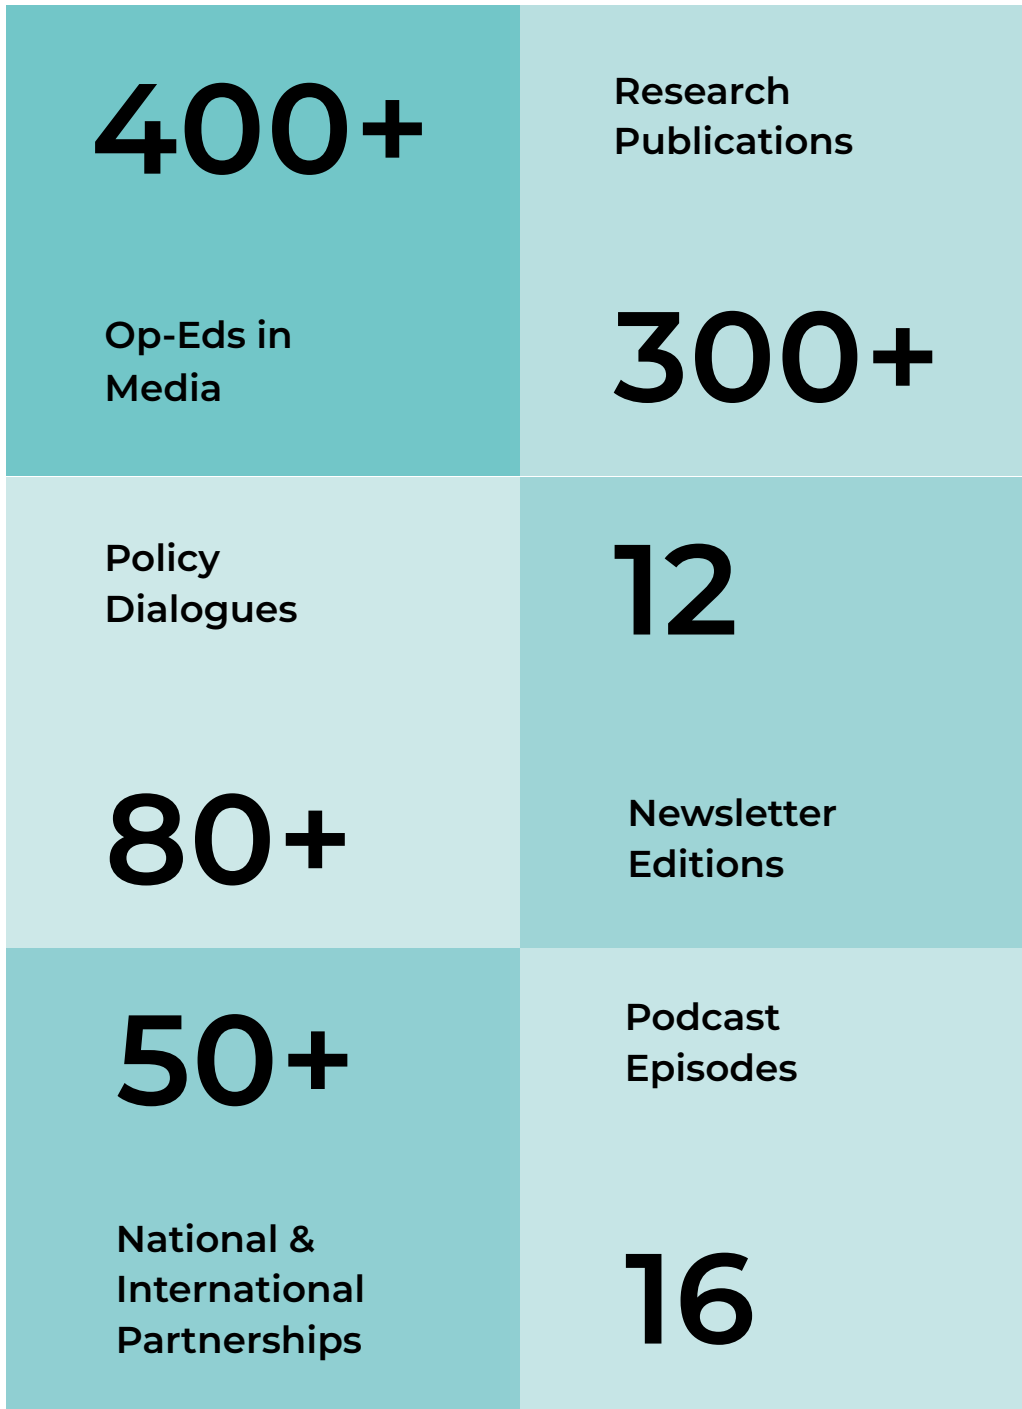 400+
Op-Eds in
Media
Research
Publications
300+
Policy
Dialogues
80+
12
Newsletter
Editions
50+
National &
International
Partnerships
Podcast
Episodes
16